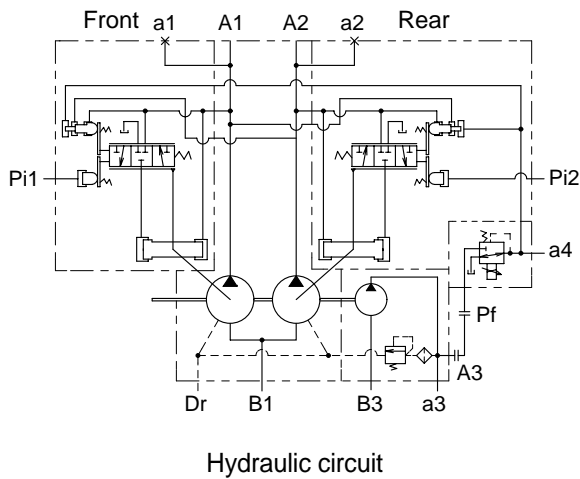 Front a1 A1 A2 a2 Rear
Pi1 Pi2
a4
Pf
A3
Dr B1 B3 a3
Hydraulic circuit